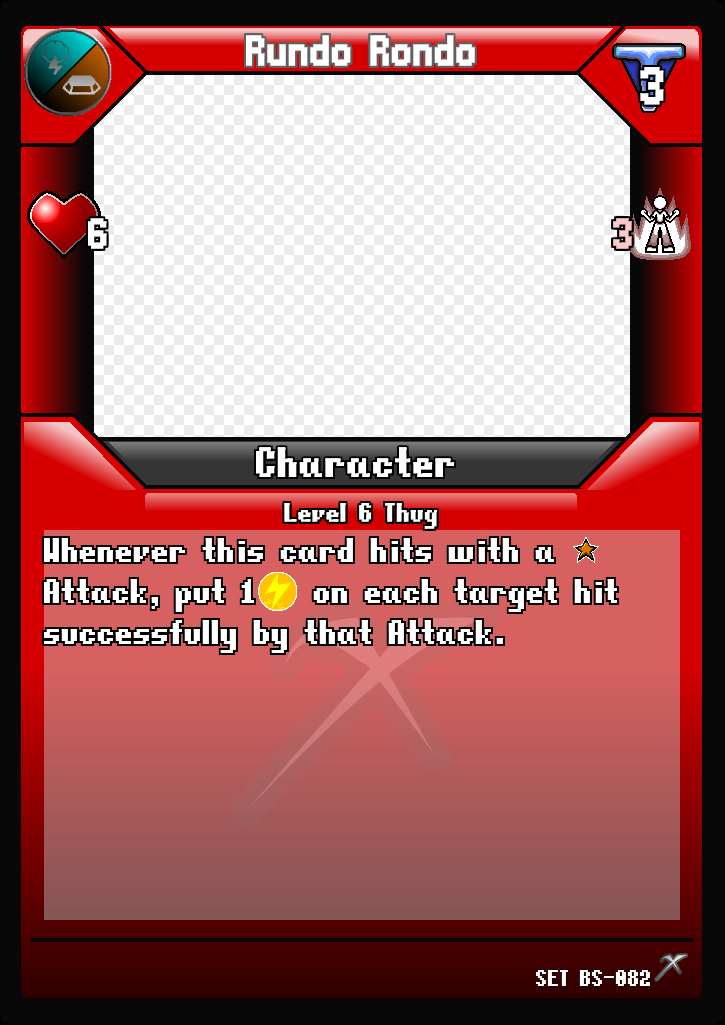 Rundo Rondo
3
6
3
Character
Level 6 Thug
Whenever this card hits with a
Attack, put 1 on each target hit
successfully by that Attack.
SET BS-082